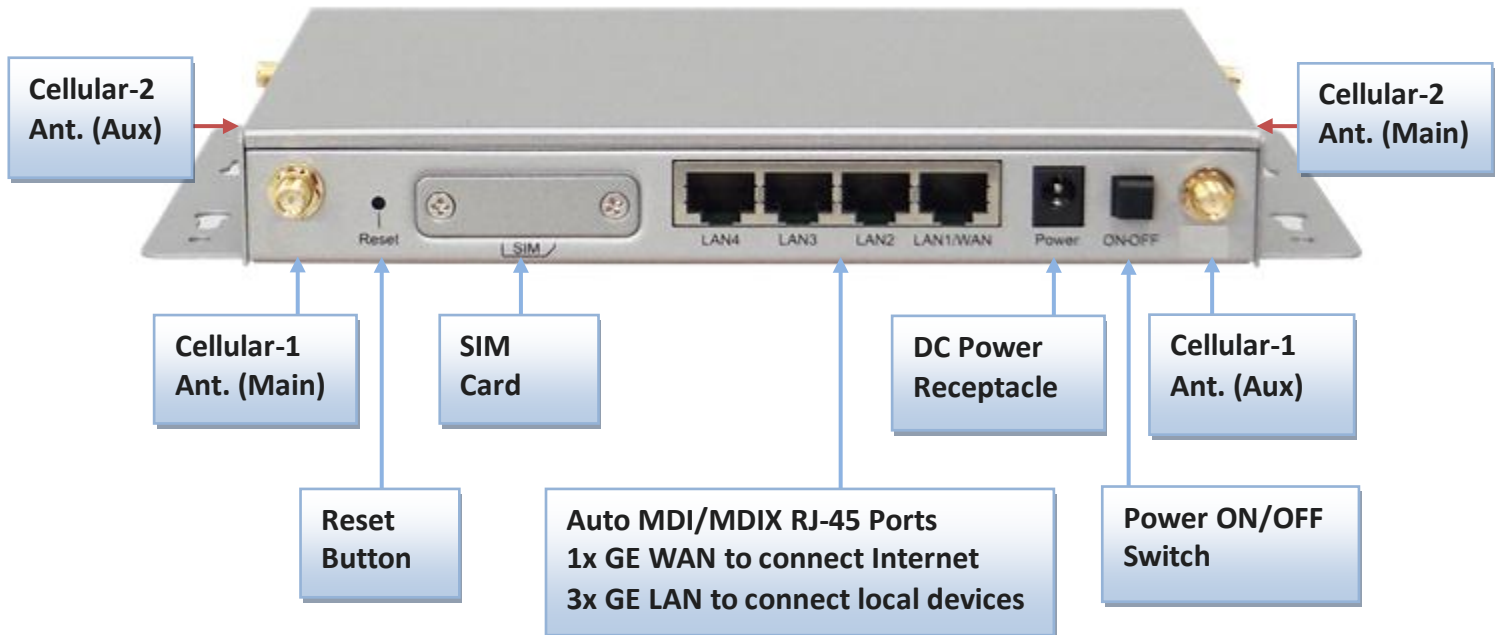 Cellular-2
Ant. (Aux)
Cellular-2
Ant. (Main)
Reset
SIM
LAN4
LAN3
LAN2
LAN1/WAN
Power
ON-OFF
Cellular-1
Ant. (Main)
SIM
Card
DC Power
Receptacle
Cellular-1
Ant. (Aux)
Reset
Button
Auto MDI/MDIX RJ-45 Ports
1x GE WAN to connect Internet
3x GE LAN to connect local devices
Power ON/OFF
Switch